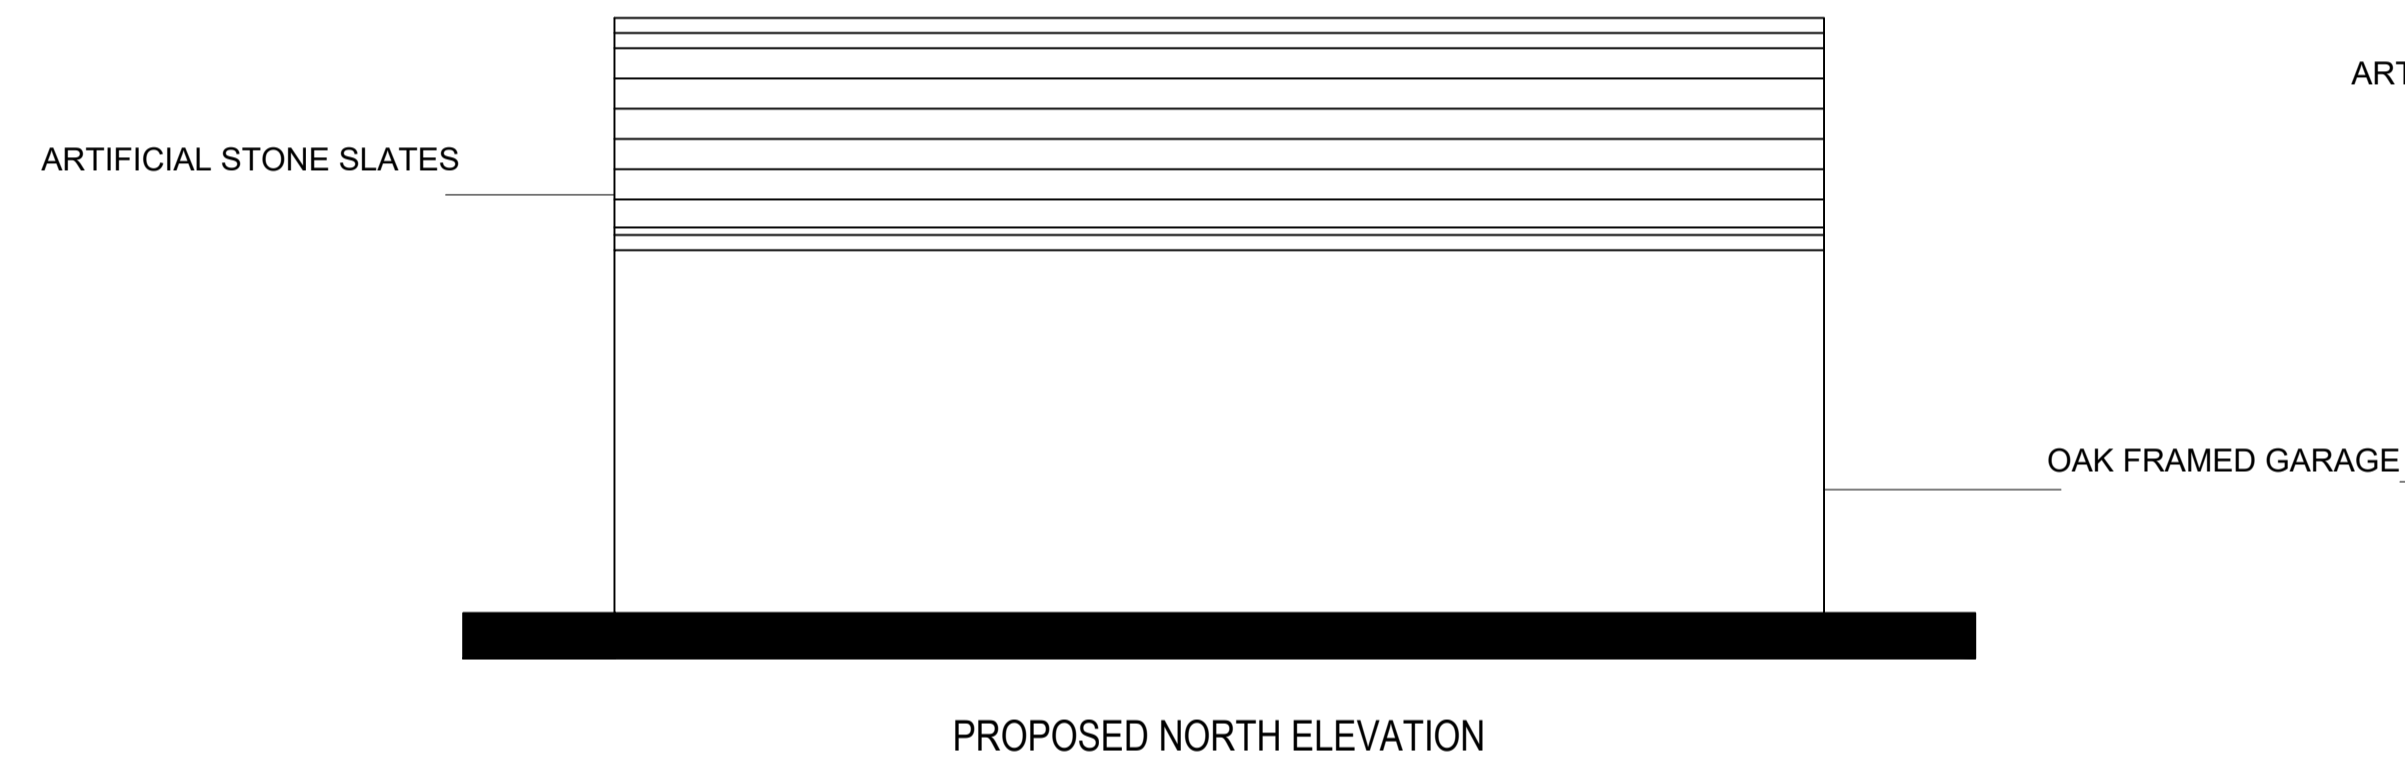 ARTIFICIAL STONE SLATES
OAK FRAMED GARAGE
PROPOSED NORTH ELEVATION